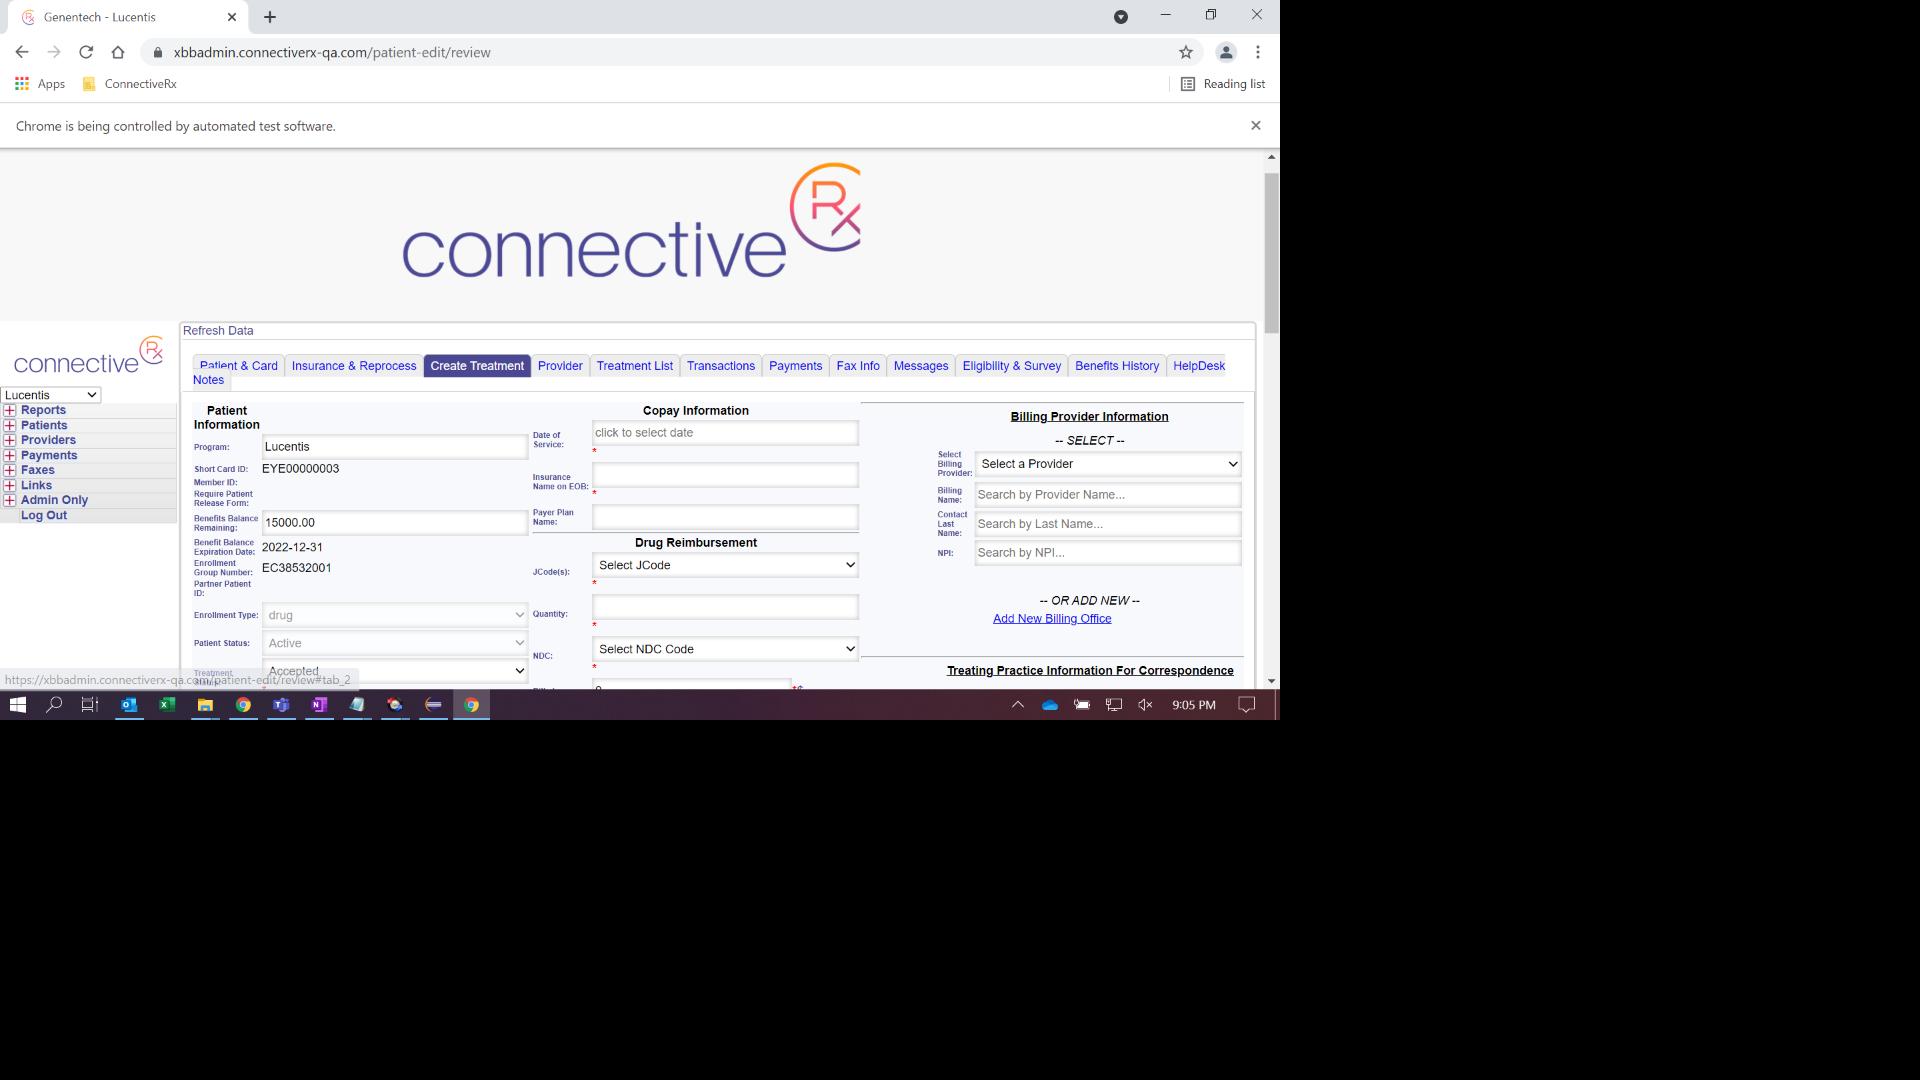 Genentech - Lucentis
xbbadmin.connectiverx-qa.com/patient-edit/review
Apps
ConnectiveRx
Reading list
Chrome is being controlled by automated test software.
connective Rx
connective Rx
Lucentis
Reports
Patients
Providers
Payments
Faxes
Links
Admin Only
Log Out
Refresh Data
Patient & Card Insurance & Reprocess Create Treatment Provider Treatment List Transactions Payments Fax Info Messages Eligibility & Survey Benefits History HelpDesk
Notes
Patient
Information
Program: Lucentis
Short Card ID: EYE00000003
Member ID:
Require Patient
Release Form:
Benefits Balance
Remaining: 15000.00
Benefit Balance
Expiration Date: 2022-12-31
Enrollment
Group Number: EC38532001
Partner Patient
ID:
Enrollment Type: drug
Patient Status: Active
Treatment Accepted
Copay Information
Date of
Service: click to select date
*
Insurance
Name on EOB:
*
Payer Plan
Name:
Drug Reimbursement
JCode(s): Select JCode
*
Quantity:
*
NDC: Select NDC Code
*
Billing Provider Information
-- SELECT --
Select
Billing
Provider: Select a Provider
Billing
Name: Search by Provider Name...
Contact
Last
Name: Search by Last Name...
NPI: Search by NPI...
-- OR ADD NEW --
Add New Billing Office
Treating Practice Information For Correspondence
https://xbbadmin.connectiverx-qa.com/patient-edit/review#tab_2
9:05 PM